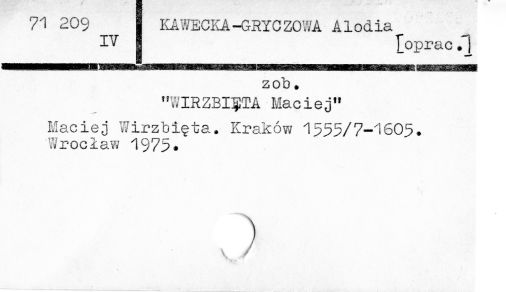 71 209
IV
KAWECKA-GRYCZOWA Alodia
[oprac.]
zob.
"WIRZBIĘTA Maciej"
Maciej Wirzbięta. Kraków 1555/7-1605.
Wrocław 1975.